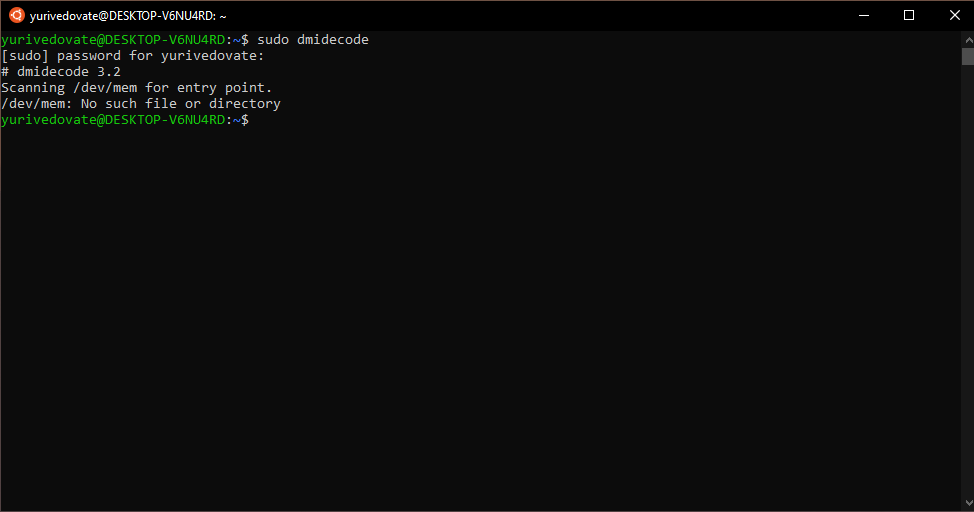 yurivedovate@DESKTOP-V6NU4RD: ~
yurivedovate@DESKTOP-V6NU4RD:~$ sudo dmidecode
[sudo] password for yurivedovate:
# dmidecode 3.2
Scanning /dev/mem for entry point.
/dev/mem: No such file or directory
yurivedovate@DESKTOP-V6NU4RD:~$